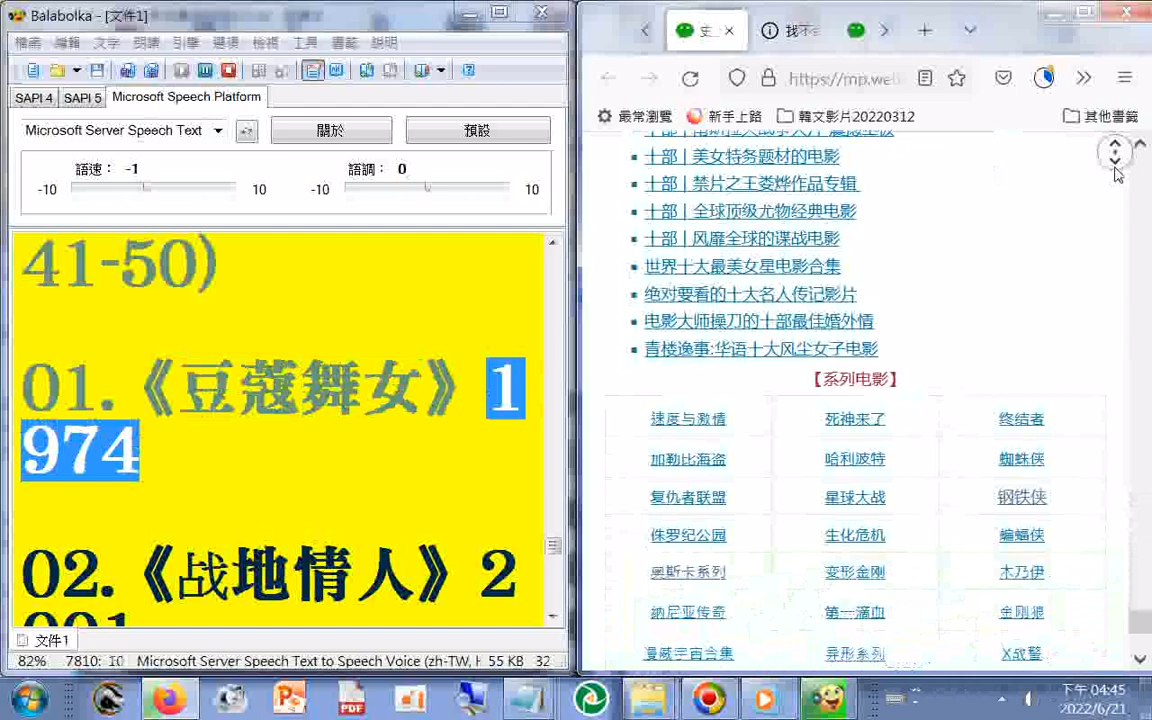 Balabolka - [文件1]
檔案 編輯 文字 朗讀 引擎 選項 檢視 工具 書籤 說明
SAPI 4 SAPI 5 Microsoft Speech Platform
Microsoft Server Speech Text
關於
預設
語速： -1
語調： 0
-10
10
-10
10
41-50)
01.《豆蔻舞女》1
974
02.《战地情人》2
001
文件1
82%
7810: 10
Microsoft Server Speech Text to Speech Voice (zh-TW, H
55 KB
32
找不
https://mp.we
最常瀏覽
新手上路
韓文影片20220312
其他書籤
十部 | 美女特务题材的电影
十部 | 禁片之王娄烨作品专辑
十部 | 全球顶级尤物经典电影
十部 | 风靡全球的谍战电影
世界十大最美女星电影合集
绝对要看的十大名人传记影片
电影大师操刀的十部最佳婚外情
青楼逸事:华语十大风尘女子电影
【系列电影】
速度与激情 死神来了 终结者
加勒比海盗 哈利波特 蜘蛛侠
复仇者联盟 星球大战 钢铁侠
侏罗纪公园 生化危机 蝙蝠侠
奥斯卡系列 变形金刚 木乃伊
纳尼亚传奇 第一滴血 金刚狼
漫威宇宙合集 异形系列 X战警
PDF
下午 04:45
2022/6/21